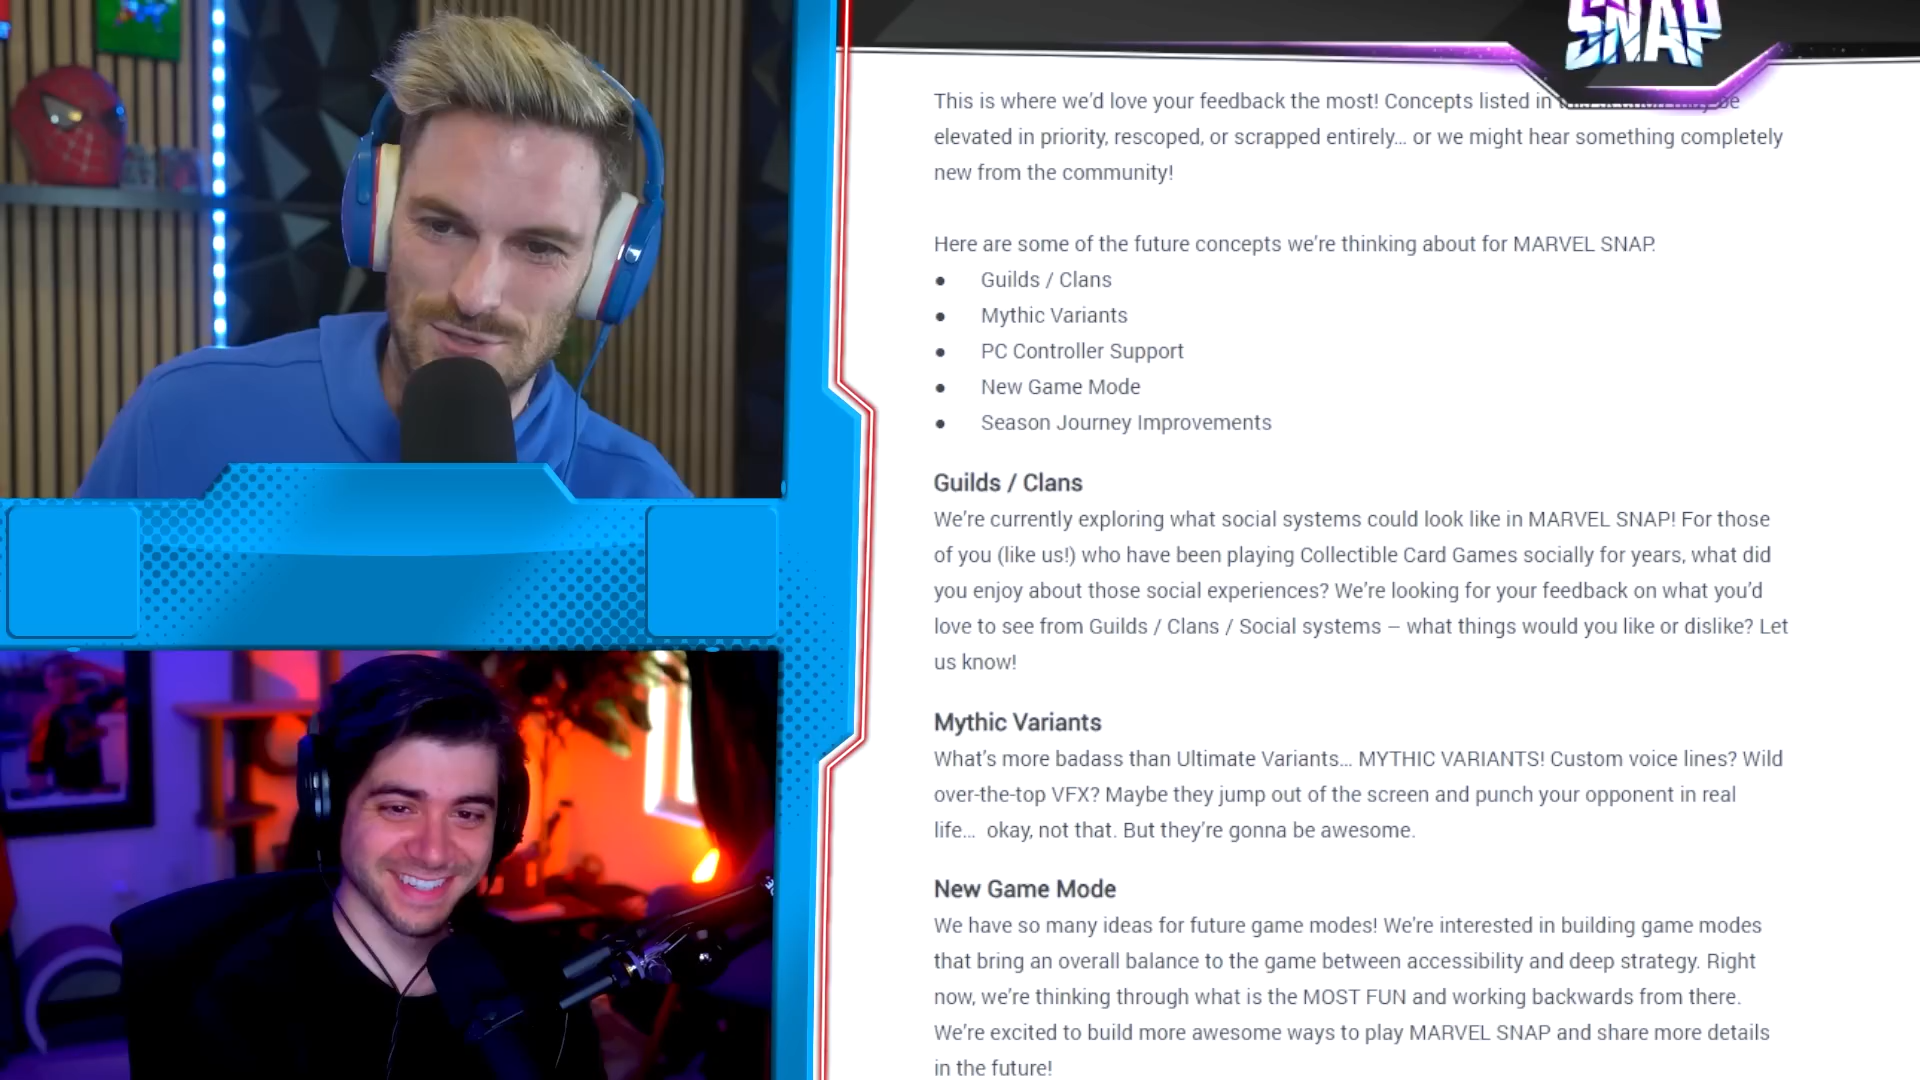 SNAP
This is where we’d love your feedback the most! Concepts listed in this section may be
elevated in priority, rescoped, or scrapped entirely… or we might hear something completely
new from the community!
Here are some of the future concepts we’re thinking about for MARVEL SNAP.
● Guilds / Clans
● Mythic Variants
● PC Controller Support
● New Game Mode
● Season Journey Improvements
Guilds / Clans
We’re currently exploring what social systems could look like in MARVEL SNAP! For those
of you (like us!) who have been playing Collectible Card Games socially for years, what did
you enjoy about those social experiences? We’re looking for your feedback on what you’d
love to see from Guilds / Clans / Social systems – what things would you like or dislike? Let
us know!
Mythic Variants
What’s more badass than Ultimate Variants… MYTHIC VARIANTS! Custom voice lines? Wild
over-the-top VFX? Maybe they jump out of the screen and punch your opponent in real
life… okay, not that. But they’re gonna be awesome.
New Game Mode
We have so many ideas for future game modes! We’re interested in building game modes
that bring an overall balance to the game between accessibility and deep strategy. Right
now, we’re thinking through what is the MOST FUN and working backwards from there.
We’re excited to build more awesome ways to play MARVEL SNAP and share more details
in the future!